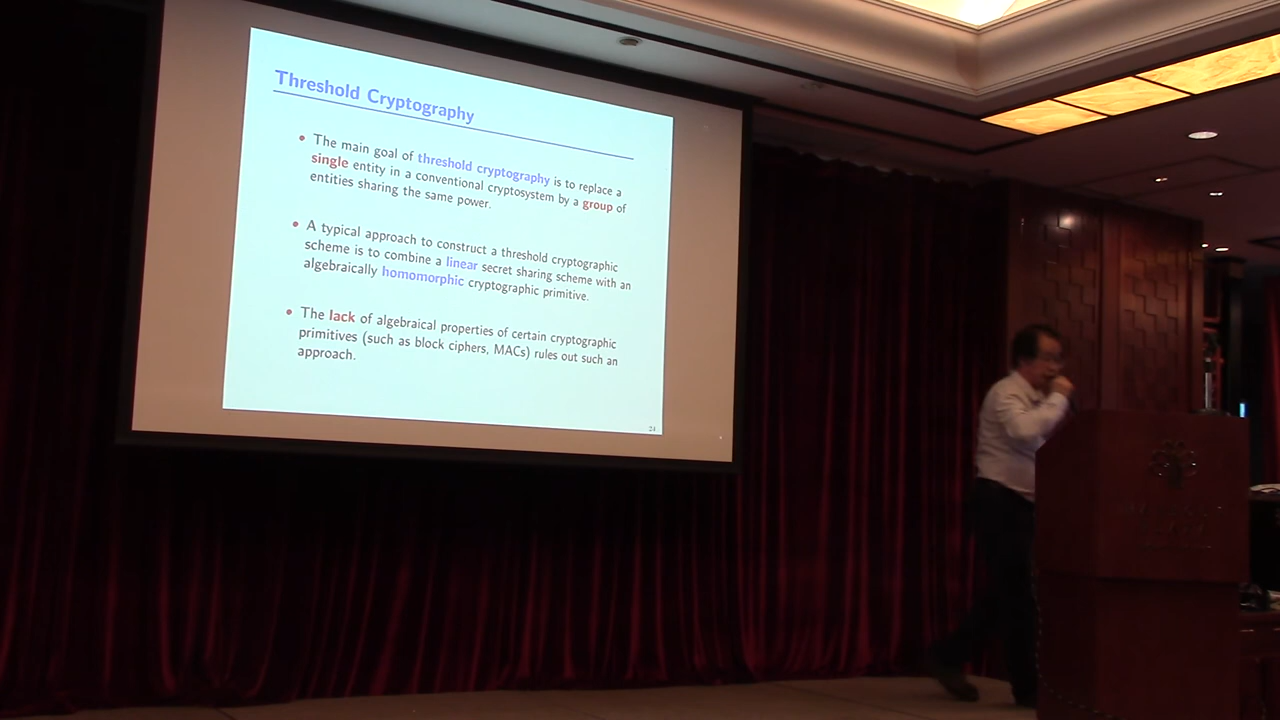 Threshold Cryptography
• The main goal of threshold cryptography is to replace a
single entity in a conventional cryptosystem by a group of
entities sharing the same power.
• A typical approach to construct a threshold cryptographic
scheme is to combine a linear secret sharing scheme with an
algebraically homomorphic cryptographic primitive.
• The lack of algebraical properties of certain cryptographic
primitives (such as block ciphers, MACs) rules out such an
approach.